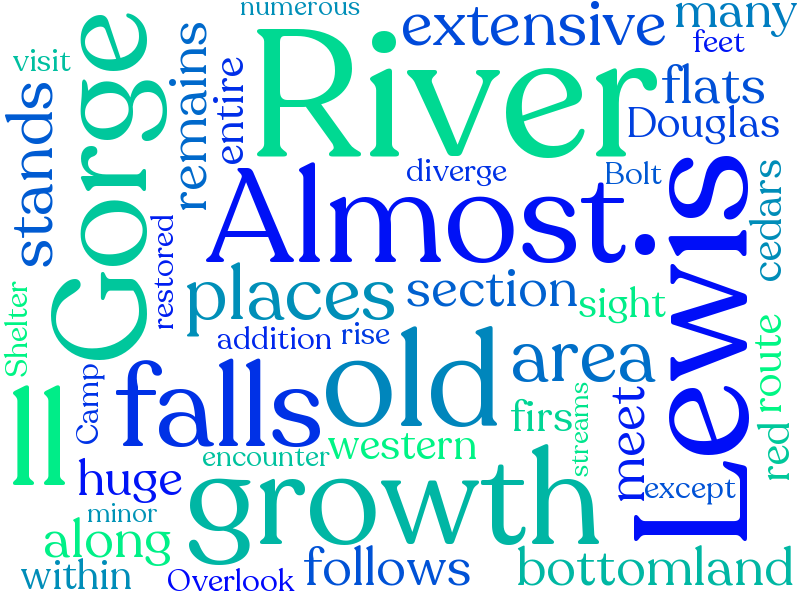 numerous
many
extensive
feet
visit
Gorge
remains
entire
River
flats
Douglas
stands
diverge
Bolt
Almost
Lewis
cedars
restored
places
section
sight
Shelter
addition
rise
old
area
route
Camp
falls
ll
firs
streams
meet
red
western
encounter
huge
growth
except
minor
along
within
Overlook
follows
bottomland